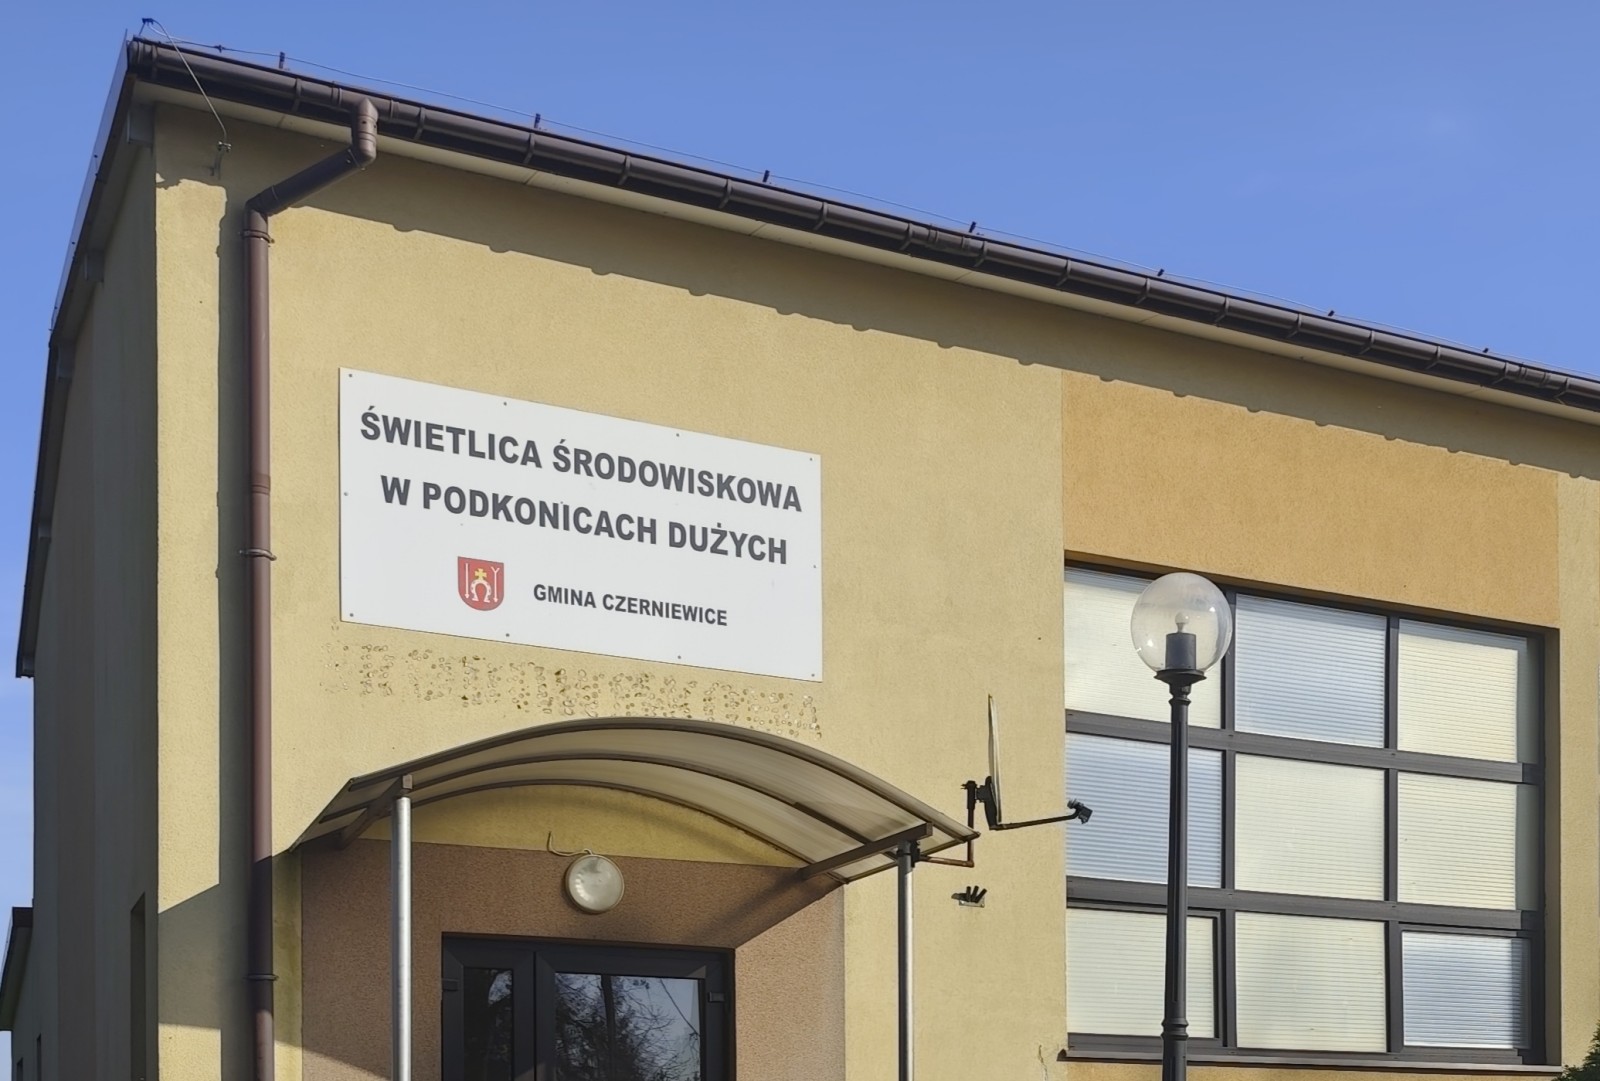 ŚWIETLICA ŚRODOWISKOWA
W PODKONICACH DUŻYCH
GMINA CZERNIEWICE